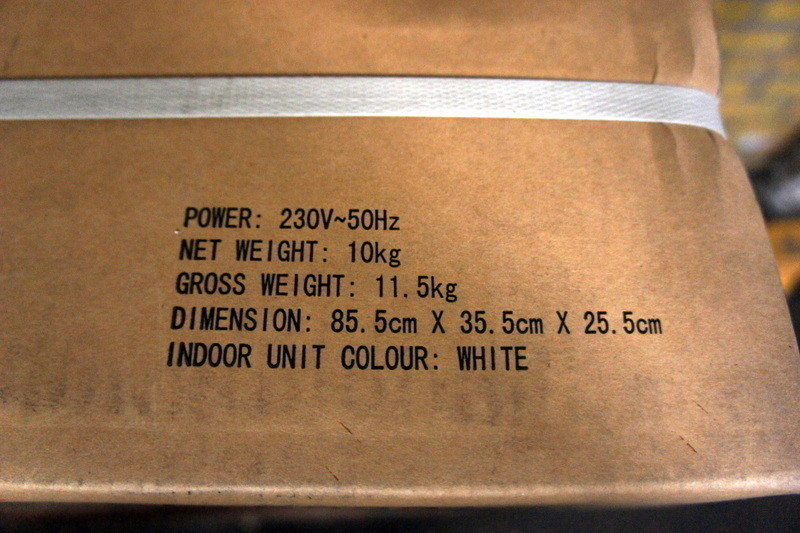 POWER: 230V~50Hz
NET WEIGHT: 10kg
GROSS WEIGHT: 11.5kg
DIMENSION: 85.5cm X 35.5cm X 25.5cm
INDOOR UNIT COLOUR: WHITE